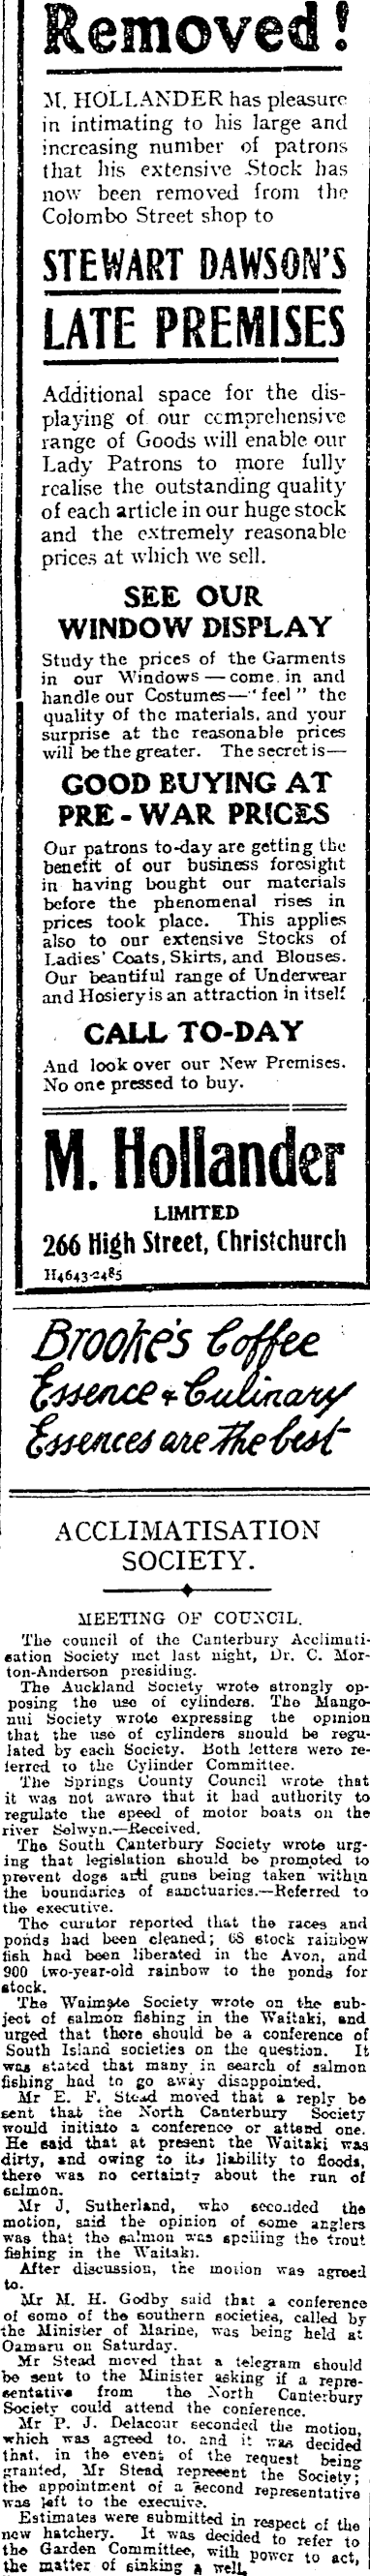 Removed!
M. HOLLANDER has pleasure
in intimating to his large and
increasing number of patrons
that his extensive Stock has
now been removed from the
Colombo Street shop to
STEWART DAWSON'S
LATE PREMISES
Additional space for the dis-
playing of our comprehensive
range of Goods will enable our
Lady Patrons to more fully
realise the outstanding quality
of each article in our huge stock
and the extremely reasonable
prices at which we sell.
SEE OUR
WINDOW DISPLAY
Study the prices of the Garments
in our Windows—come in and
handle our Costumes—"feel" the
quality of the materials, and your
surprise at the reasonable prices
will be the greater. The secret is—
GOOD BUYING AT
PRE-WAR PRICES
Our patrons to-day are getting the
benefit of our business foresight
in having bought our materials
before the phenomenal rises in
prices took place. This applies
also to our extensive Stocks of
Ladies' Coats, Skirts, and Blouses.
Our beautiful range of Underwear
and Hosiery is an attraction in itself
CALL TO-DAY
And look over our New Premises.
No one pressed to buy.
M. Hollander
LIMITED
266 High Street, Christchurch
H4643-2485
Brooke's Coffee
Essence & Culinary
Essences are the best
ACCLIMATISATION
SOCIETY.
MEETING OF COUNCIL.
The council of the Canterbury Acclimati-
sation Society met last night, Dr. C. Mor-
ton-Anderson presiding.
The Auckland Society wrote strongly op-
posing the use of cylinders. The Mango-
nui Society wrote expressing the opinion
that the use of cylinders should be regu-
lated by each Society. Both letters were re-
ferred to the Cylinder Committee.
The Springs County Council wrote that
it was not aware that it had authority to
regulate the speed of motor boats on the
river Selwyn.—Received.
The South Canterbury Society wrote urg-
ing that legislation should be promoted to
prevent dogs and guns being taken within
the boundaries of sanctuaries.—Referred to
the executive.
The curator reported that the races and
ponds had been cleaned; 68 stock rainbow
fish had been liberated in the Avon, and
900 two-year-old rainbow to the ponds for
stock.
The Waimate Society wrote on the sub-
ject of salmon fishing in the Waitaki, and
urged that there should be a conference of
South Island societies on the question. It
was stated that many in search of salmon
fishing had to go away disappointed.
Mr E. F. Stead moved that a reply be
sent that the North Canterbury Society
would initiate a conference or attend one.
He said that at present the Waitaki was
dirty, and owing to its liability to floods,
there was no certainty about the run of
salmon.
Mr J. Sutherland, who seconded the
motion, said the opinion of some anglers
was that the salmon was spoiling the trout
fishing in the Waitaki.
After discussion, the motion was agreed
to.
Mr M. H. Godby said that a conference
of some of the southern societies, called by
the Minister of Marine, was being held at
Oamaru on Saturday.
Mr Stead moved that a telegram should
be sent to the Minister asking if a repre-
sentative from the North Canterbury
Society could attend the conference.
Mr P. J. Delacour seconded the motion,
which was agreed to, and it was decided
that, in the event of the request being
granted, Mr Stead represent the Society;
the appointment of a second representative
was left to the executive.
Estimates were submitted in respect of the
new hatchery. It was decided to refer to
the Garden Committee, with power to act,
the matter of sinking a well.